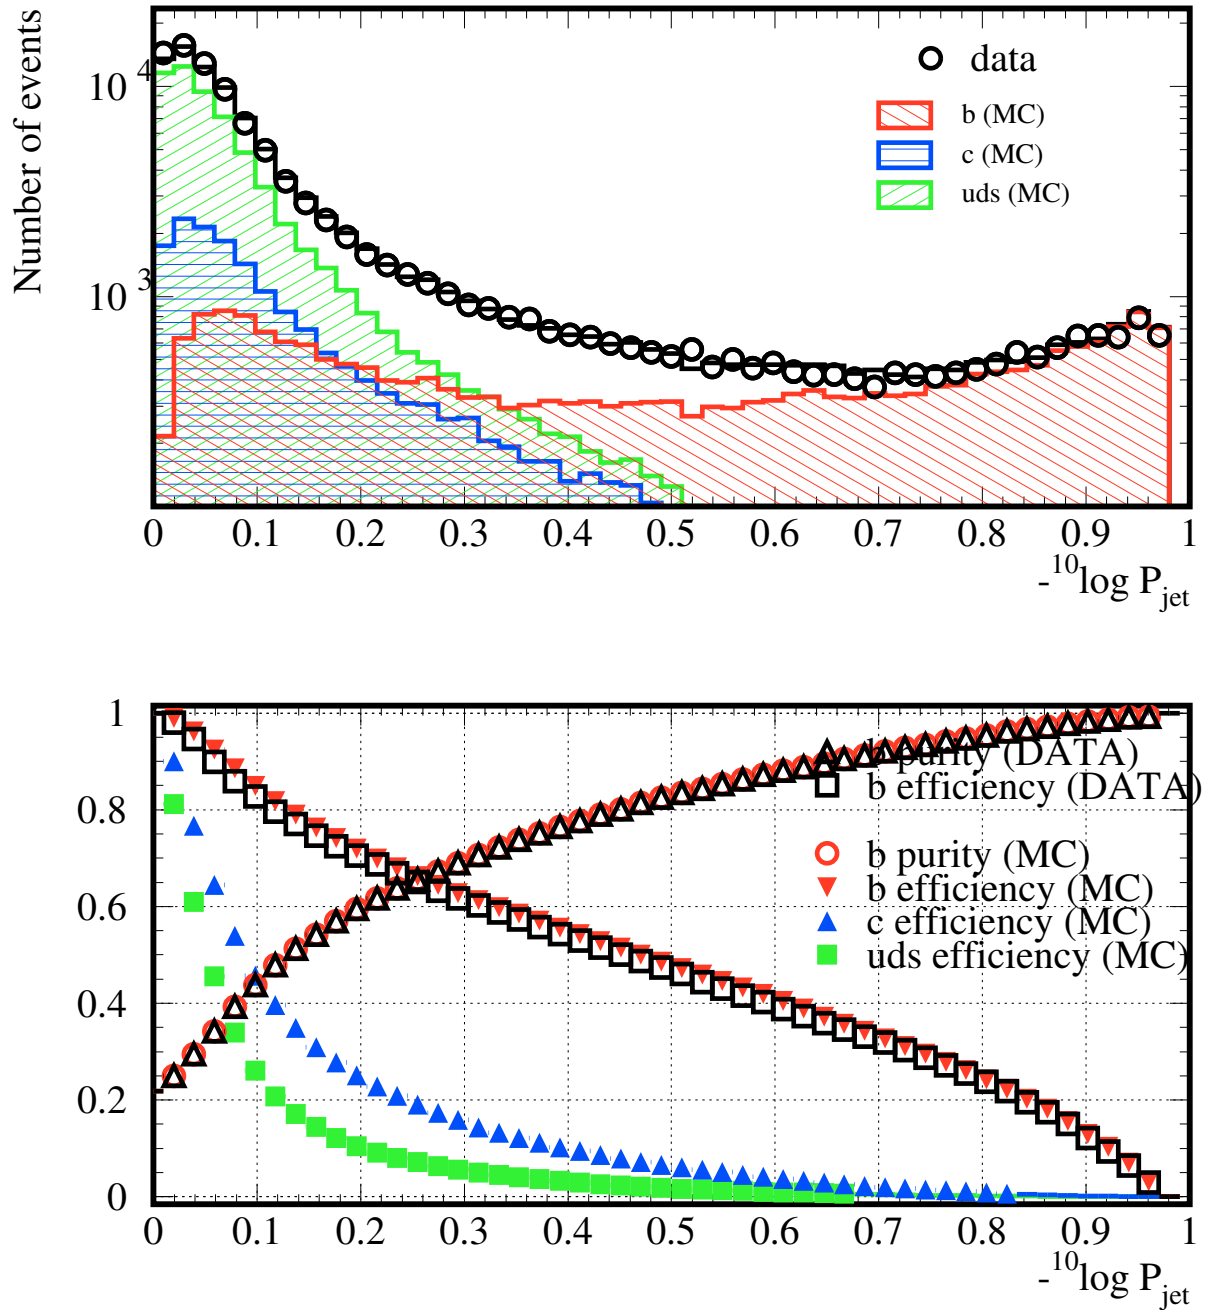 Number of events
10 4
10 3
data
b (MC)
c (MC)
uds (MC)
0 0.1 0.2 0.3 0.4 0.5 0.6 0.7 0.8 0.9 1
-10log Pjet
1
0.8
0.6
0.4
0.2
0
b purity (DATA)
b efficiency (DATA)
b purity (MC)
b efficiency (MC)
c efficiency (MC)
uds efficiency (MC)
0 0.1 0.2 0.3 0.4 0.5 0.6 0.7 0.8 0.9 1
-10log Pjet